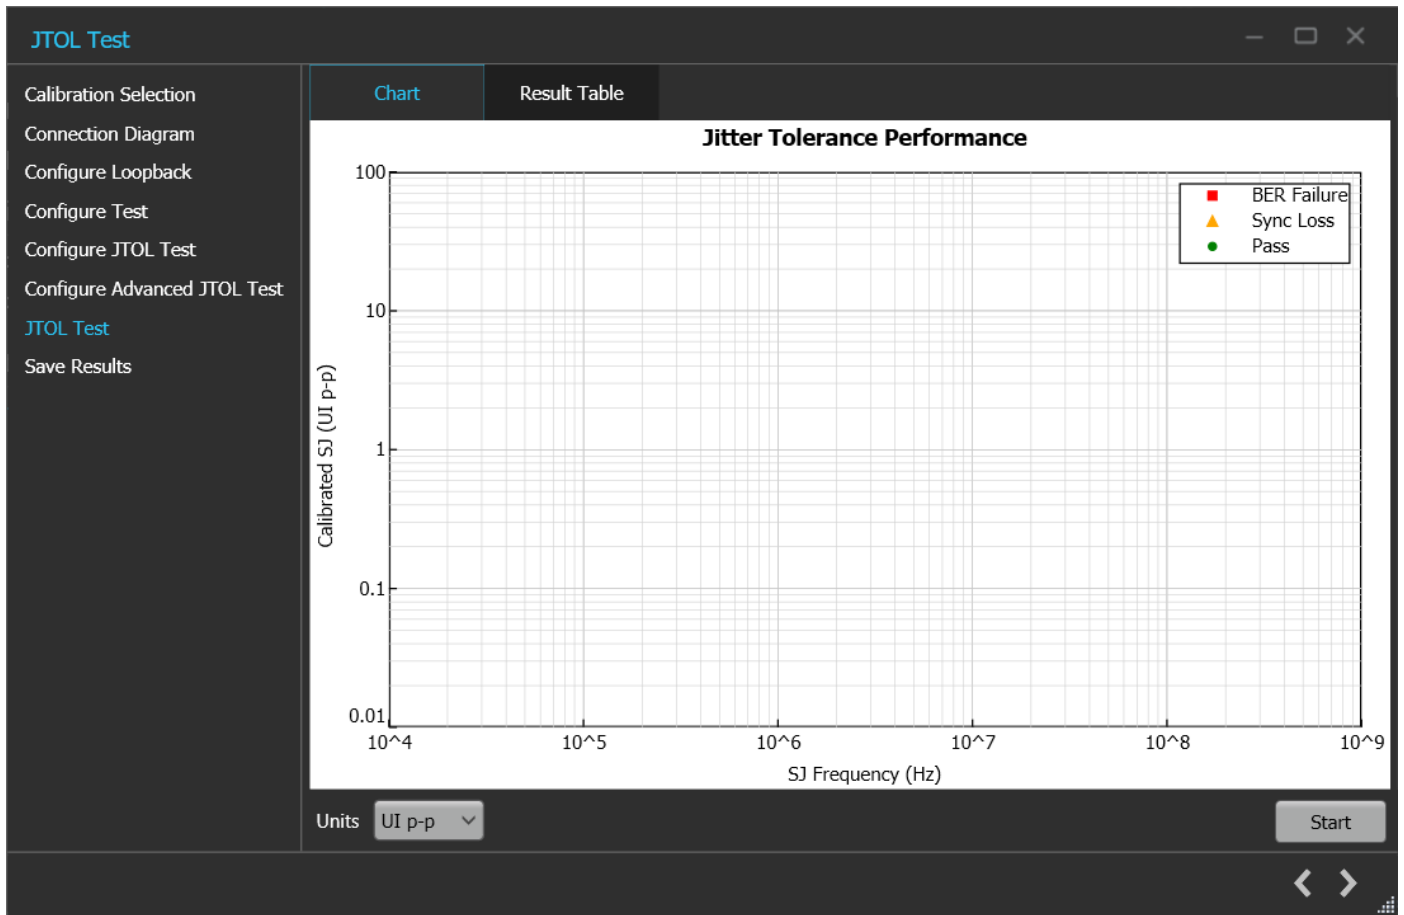 JTOL Test
Calibration Selection
Connection Diagram
Configure Loopback
Configure Test
Configure JTOL Test
Configure Advanced JTOL Test
JTOL Test
Save Results
Chart
Result Table
Jitter Tolerance Performance
100
10
1
0.1
0.01
Calibrated SJ (UI p-p)
BER Failure
Sync Loss
Pass
10^4
10^5
10^6
10^7
10^8
10^9
SJ Frequency (Hz)
Units
UI p-p
Start